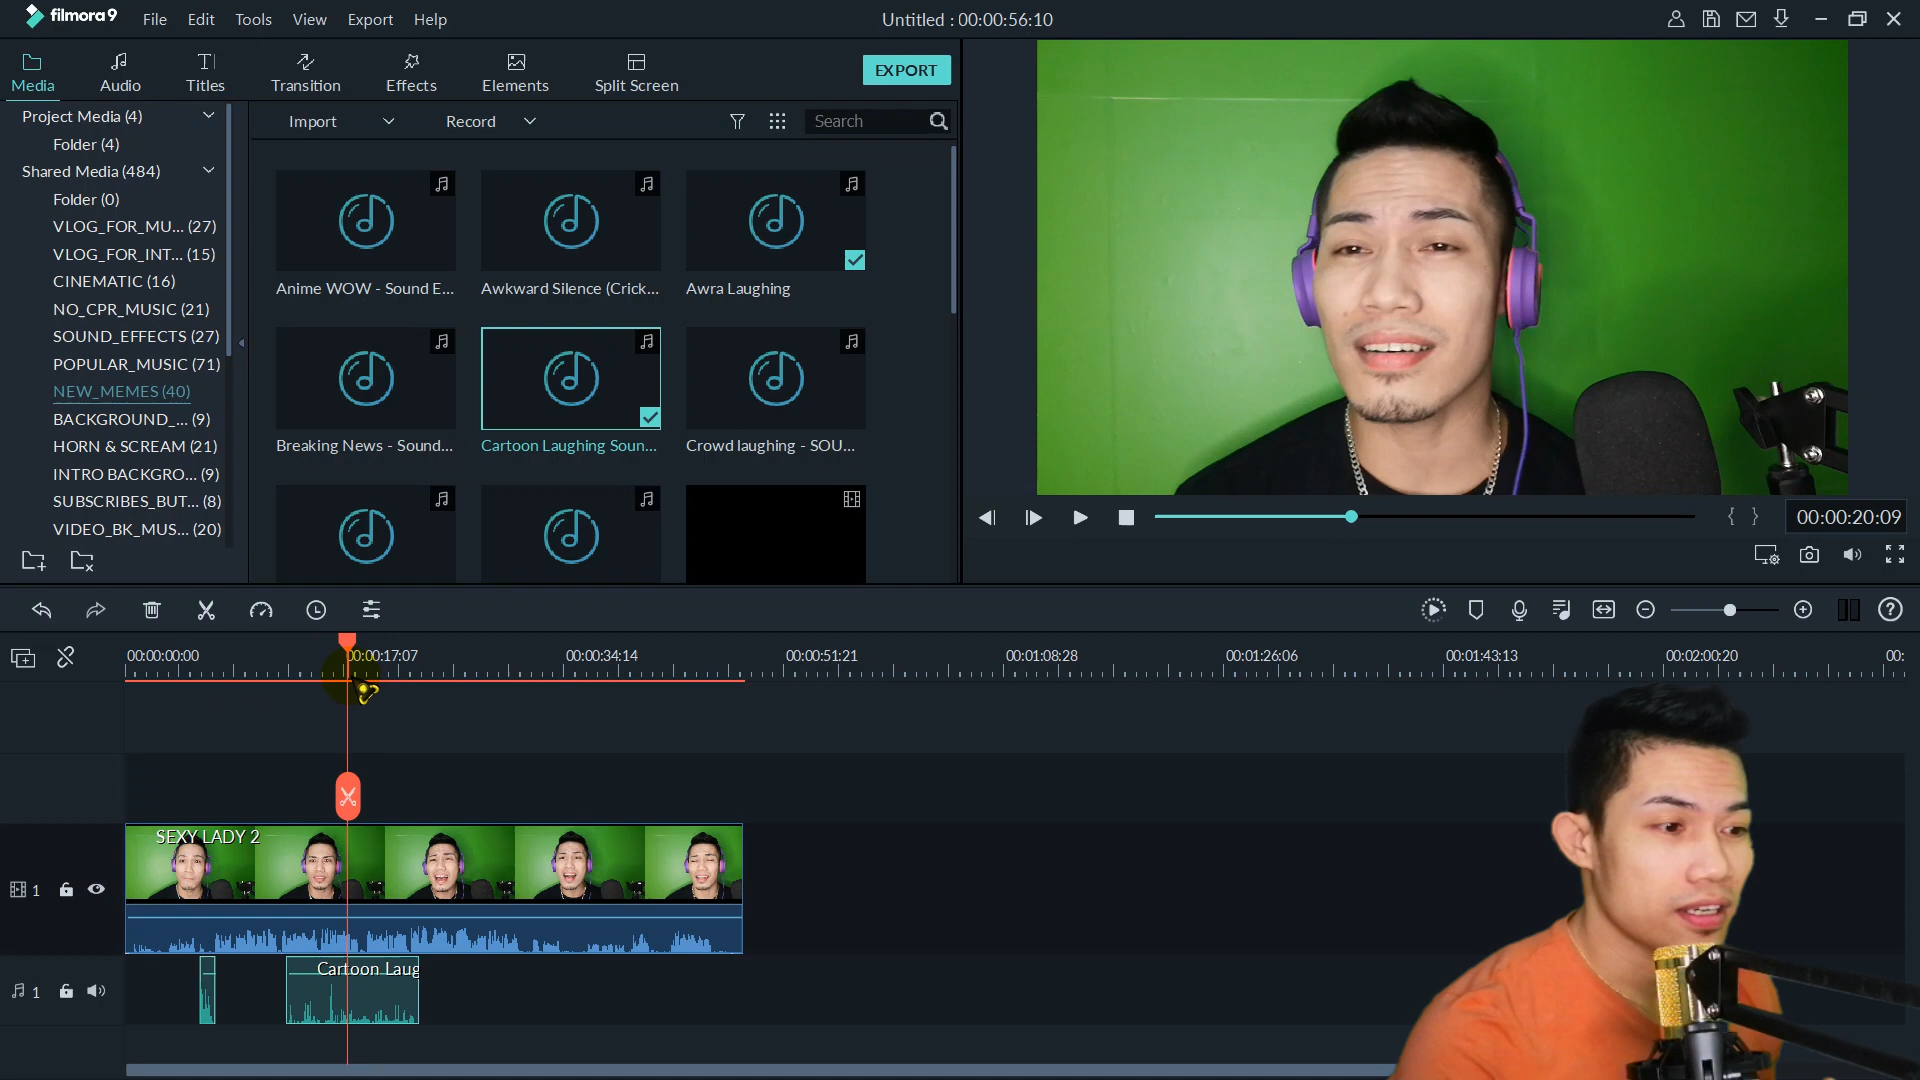 filmora9
File Edit Tools View Export Help
Untitled : 00:00:56:10
Media Audio Titles Transition Effects Elements Split Screen
EXPORT
Project Media (4)
Folder (4)
Shared Media (484)
Folder (0)
VLOG_FOR_MU... (27)
VLOG_FOR_INT... (15)
CINEMATIC (16)
NO_CPR_MUSIC (21)
SOUND_EFFECTS (27)
POPULAR_MUSIC (71)
NEW_MEMES (40)
BACKGROUND_... (9)
HORN & SCREAM (21)
INTRO BACKGRO... (9)
SUBSCRIBES_BUT... (8)
VIDEO_BK_MUS... (20)
Import Record Search
Anime WOW - Sound E... Awkward Silence (Crick... Awra Laughing
Breaking News - Sound... Cartoon Laughing Soun... Crowd laughing - SOU...
{ } 00:00:20:09
00:00:00:00 00:00:17:07 00:00:34:14 00:00:51:21 00:01:08:28 00:01:26:06 00:01:43:13 00:02:00:20 00:
SEXY LADY 2
1
Cartoon Laug
1